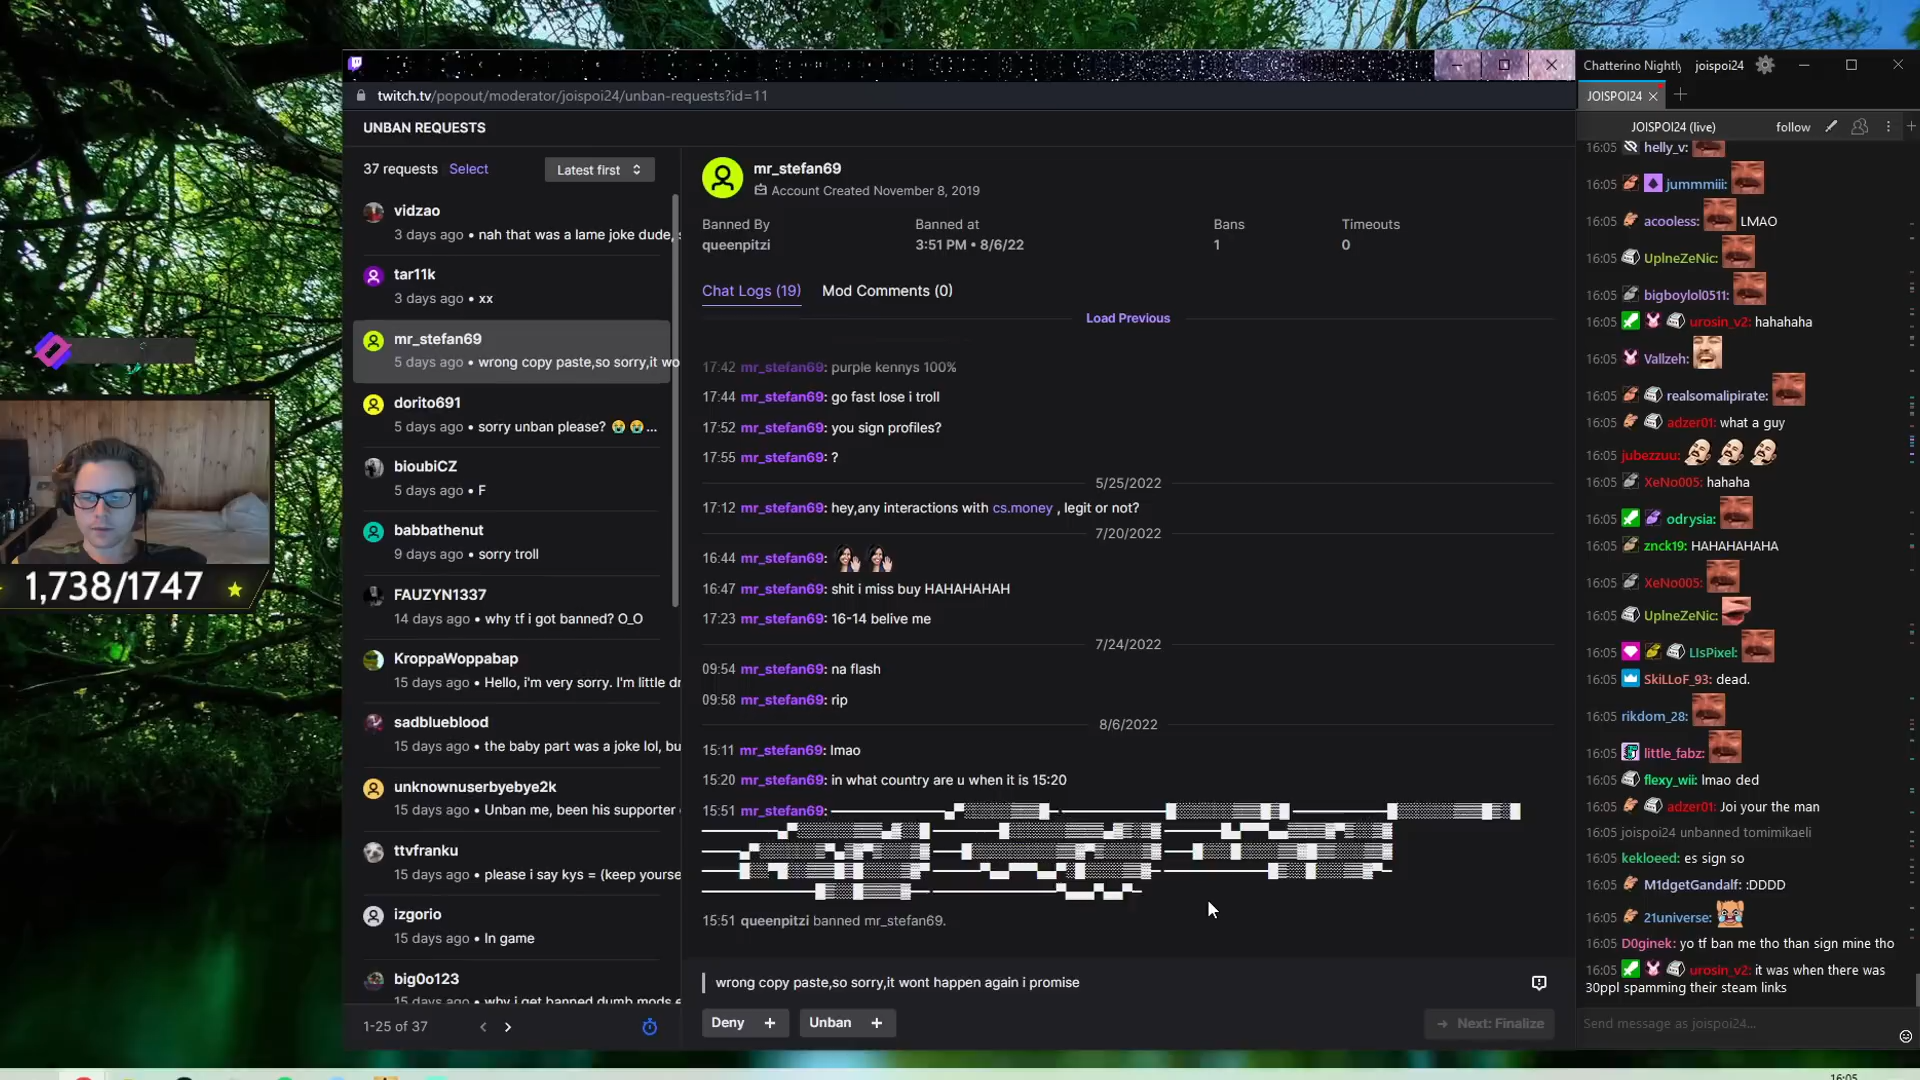 twitch.tv/popout/moderator/joispoi24/unban-requests?id=11
UNBAN REQUESTS
37 requests Select Latest first
vidzao
3 days ago • nah that was a lame joke dude,
tar11k
3 days ago • xx
mr_stefan69
5 days ago • wrong copy paste,so sorry,it wo
dorito691
5 days ago • sorry unban please? 😭 😭...
bioubiCZ
5 days ago • F
babbathenut
9 days ago • sorry troll
FAUZYN1337
14 days ago • why tf i got banned? O_O
KroppaWoppabap
15 days ago • Hello, i'm very sorry. I'm little dr
sadblueblood
15 days ago • the baby part was a joke lol, bu
unknownuserbyebye2k
15 days ago • Unban me, been his supporter
ttvfranku
15 days ago • please i say kys = (keep yourse
izgorio
15 days ago • In game
big0o123
15 days ago • why i get banned dumb mods
1-25 of 37
mr_stefan69
Account Created November 8, 2019
Banned By Banned at Bans Timeouts
queenpitzi 3:51 PM • 8/6/22 1 0
Chat Logs (19) Mod Comments (0)
Load Previous
17:42 mr_stefan69: purple kennys 100%
17:44 mr_stefan69: go fast lose i troll
17:52 mr_stefan69: you sign profiles?
17:55 mr_stefan69: ?
5/25/2022
17:12 mr_stefan69: hey,any interactions with cs.money , legit or not?
7/20/2022
16:44 mr_stefan69:
16:47 mr_stefan69: shit i miss buy HAHAHAHAH
17:23 mr_stefan69: 16-14 belive me
7/24/2022
09:54 mr_stefan69: na flash
09:58 mr_stefan69: rip
8/6/2022
15:11 mr_stefan69: lmao
15:20 mr_stefan69: in what country are u when it is 15:20
15:51 mr_stefan69:
15:51 queenpitzi banned mr_stefan69.
wrong copy paste,so sorry,it wont happen again i promise
Deny + Unban + → Next: Finalize
1,738/1747
Chatterino Nightly joispoi24
JOISPOI24
JOISPOI24 (live) follow
16:05 helly_v:
16:05 jummmiii:
16:05 acooless: LMAO
16:05 UplneZeNic:
16:05 bigboylol0511:
16:05 urosin_v2: hahahaha
16:05 Vallzeh:
16:05 realsomalipirate:
16:05 adzer01: what a guy
16:05 jubezzuu:
16:05 XeNo005: hahaha
16:05 odrysia:
16:05 znck19: HAHAHAHAHA
16:05 XeNo005:
16:05 UplneZeNic:
16:05 LIsPixel:
16:05 SkiLLoF_93: dead.
16:05 rikdom_28:
16:05 little_fabz:
16:05 flexy_wii: lmao ded
16:05 adzer01: Joi your the man
16:05 joispoi24 unbanned tomimikaeli
16:05 kekloeed: es sign so
16:05 M1dgetGandalf: :DDDD
16:05 21universe:
16:05 D0ginek: yo tf ban me tho than sign mine tho
16:05 urosin_v2: it was when there was
30ppl spamming their steam links
Send message as joispoi24...
16:05